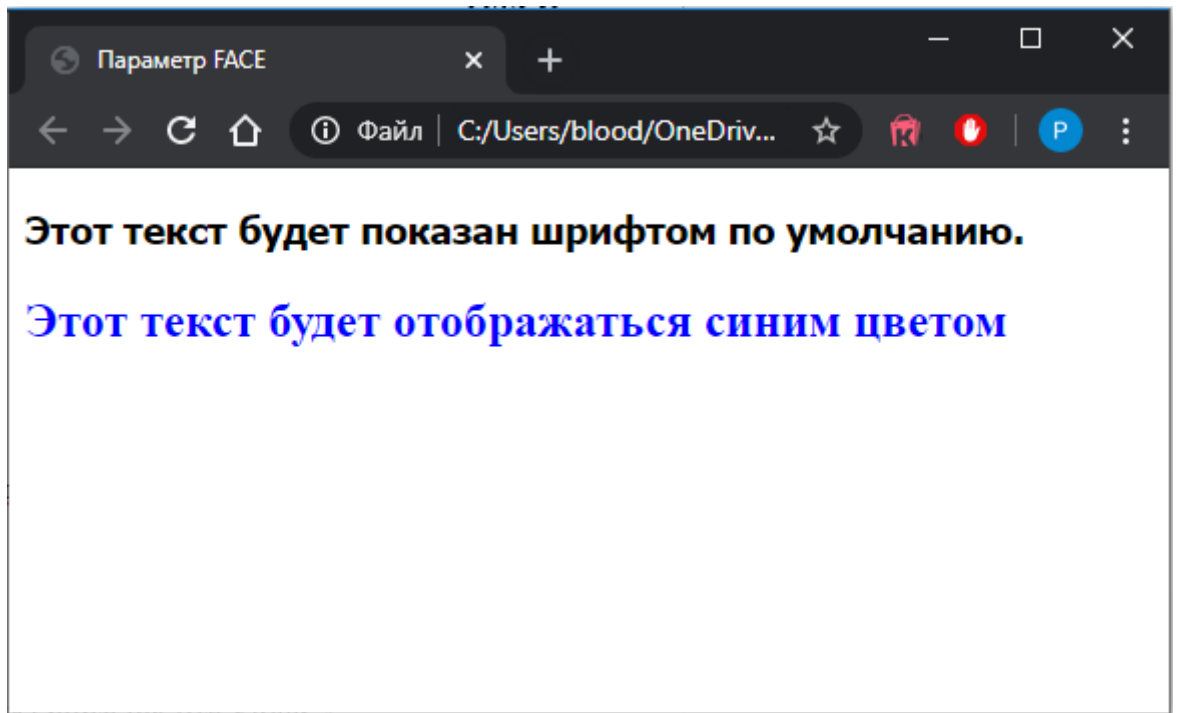 Параметр FACE
Файл C:/Users/blood/OneDriv...
P
Этот текст будет показан шрифтом по умолчанию.
Этот текст будет отображаться синим цветом